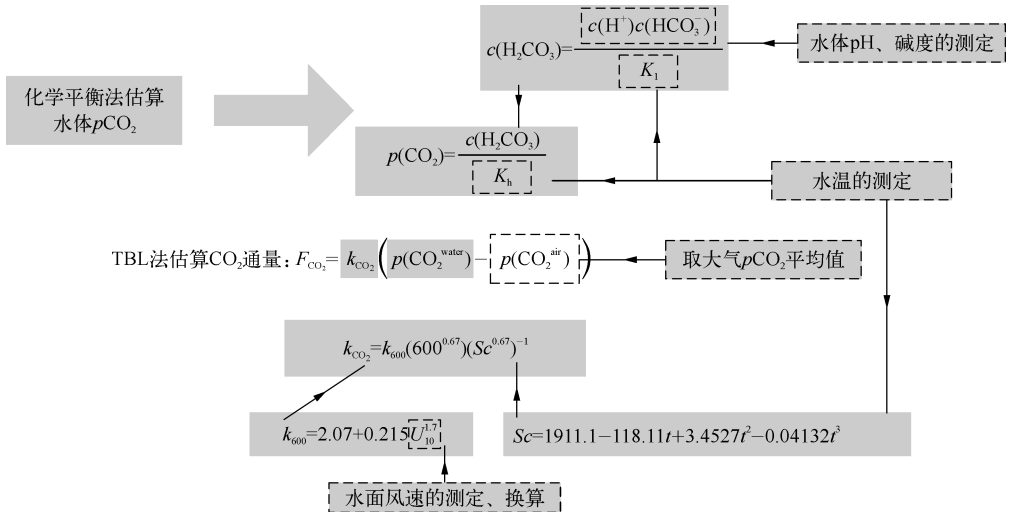 化学平衡法估算
水体pCO₂
c(H₂CO₃)=c(H⁺)c(HCO₃⁻)/K₁
水体pH、碱度的测定
p(CO₂)=c(H₂CO₃)/Kₕ
水温的测定
TBL法估算CO₂通量：F_CO₂=k_CO₂(p(CO₂^water)−p(CO₂^air))
取大气pCO₂平均值
k_CO₂=k₆₀₀(600^0.67)(Sc^0.67)⁻¹
k₆₀₀=2.07+0.215U₁₀^1.7
Sc=1911.1−118.11t+3.4527t²−0.04132t³
水面风速的测定、换算